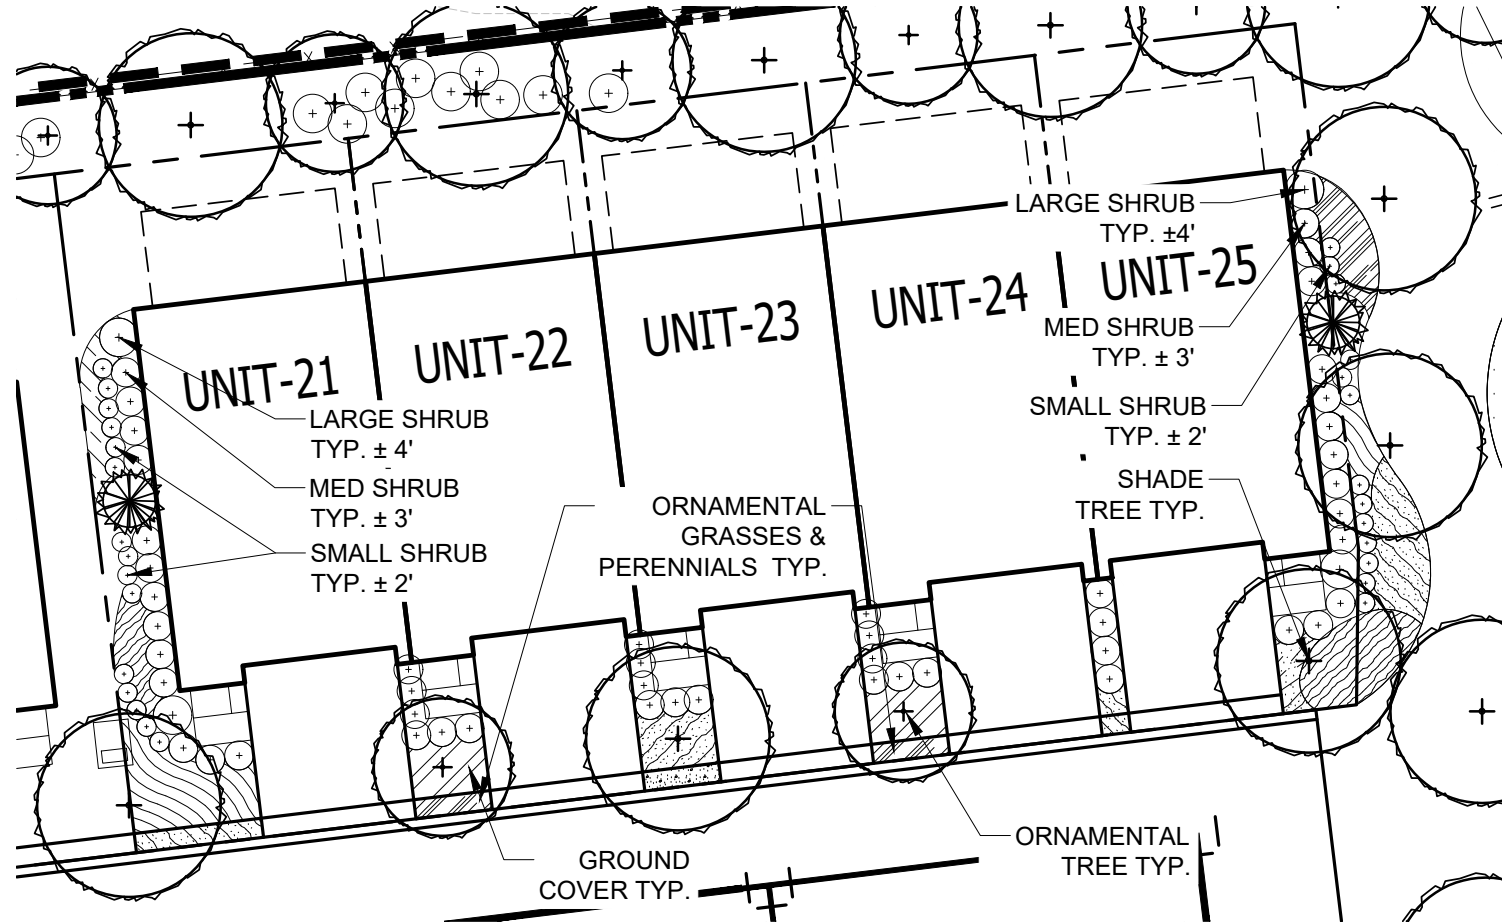 LARGE SHRUB
TYP. ±4'
UNIT-25
UNIT-24
UNIT-23
UNIT-22
UNIT-21
MED SHRUB
TYP. ± 3'
SMALL SHRUB
TYP. ± 2'
LARGE SHRUB
TYP. ± 4'
MED SHRUB
TYP. ± 3'
SMALL SHRUB
TYP. ± 2'
ORNAMENTAL
GRASSES &
PERENNIALS TYP.
SHADE
TREE TYP.
GROUND
COVER TYP.
ORNAMENTAL
TREE TYP.